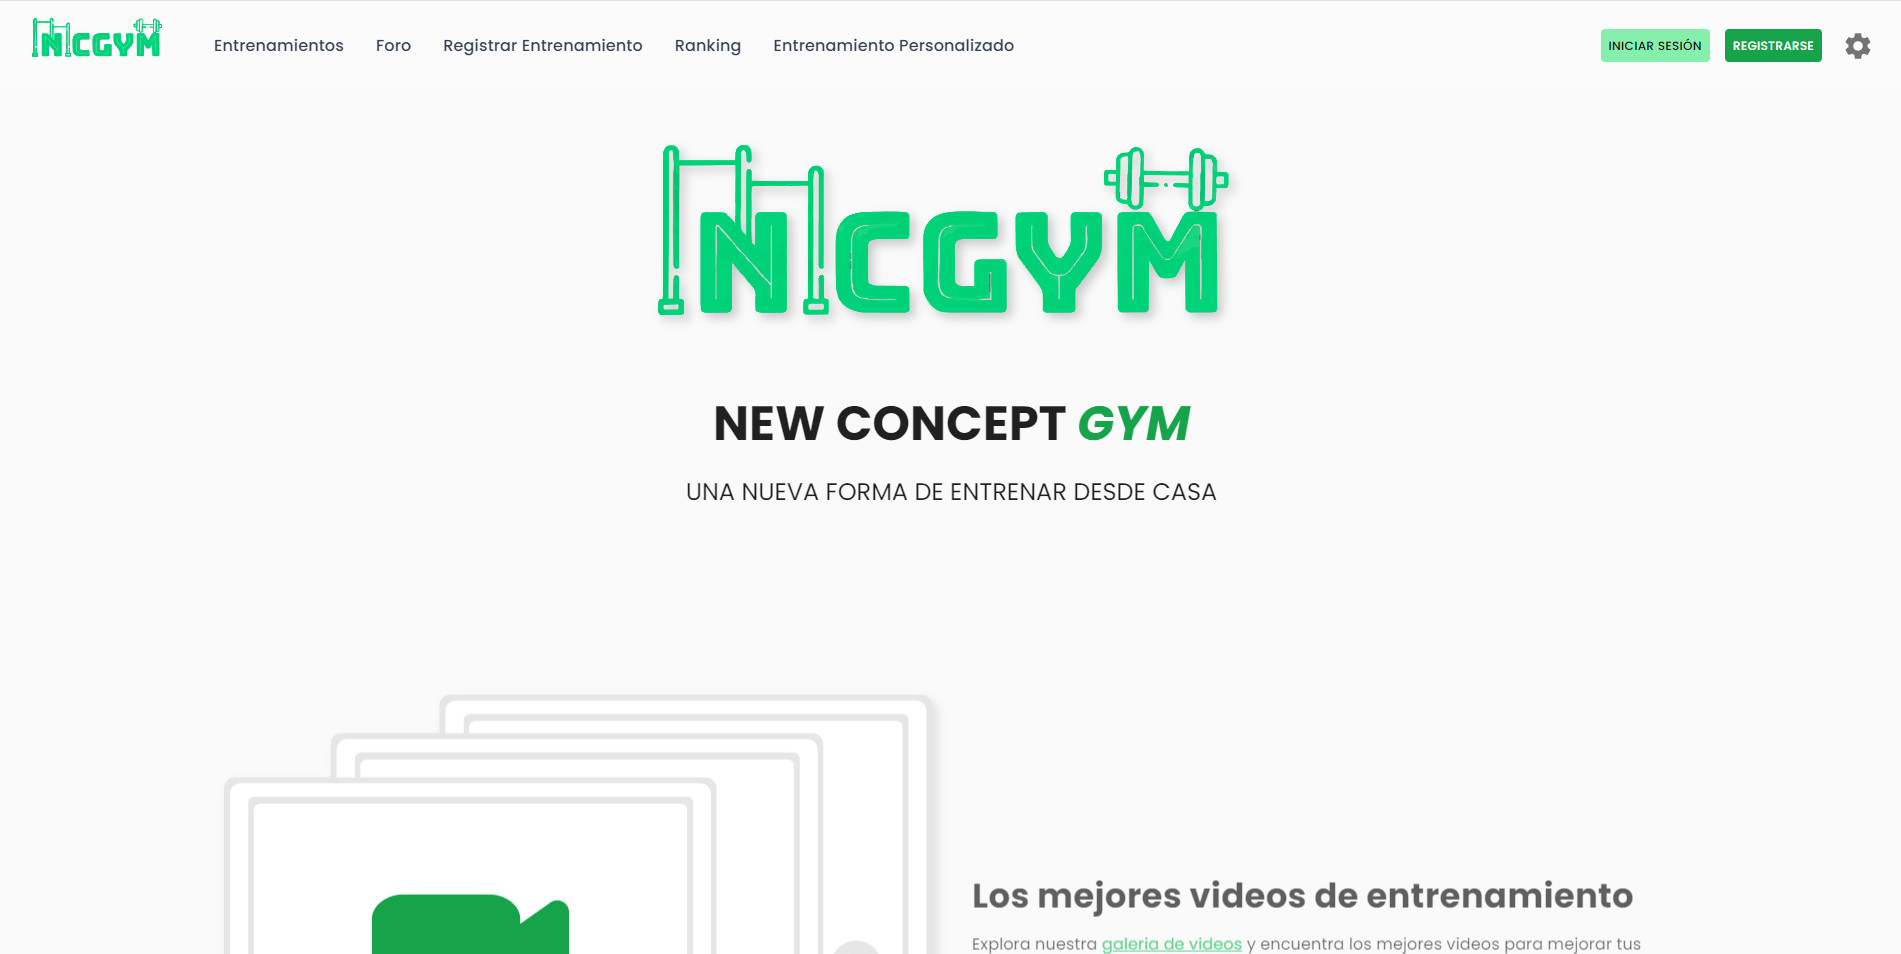 NCGYM
Entrenamientos Foro Registrar Entrenamiento Ranking Entrenamiento Personalizado
INICIAR SESIÓN REGISTRARSE
NCGYM
NEW CONCEPT GYM
UNA NUEVA FORMA DE ENTRENAR DESDE CASA
Los mejores videos de entrenamiento
Explora nuestra galeria de videos y encuentra los mejores videos para mejorar tus